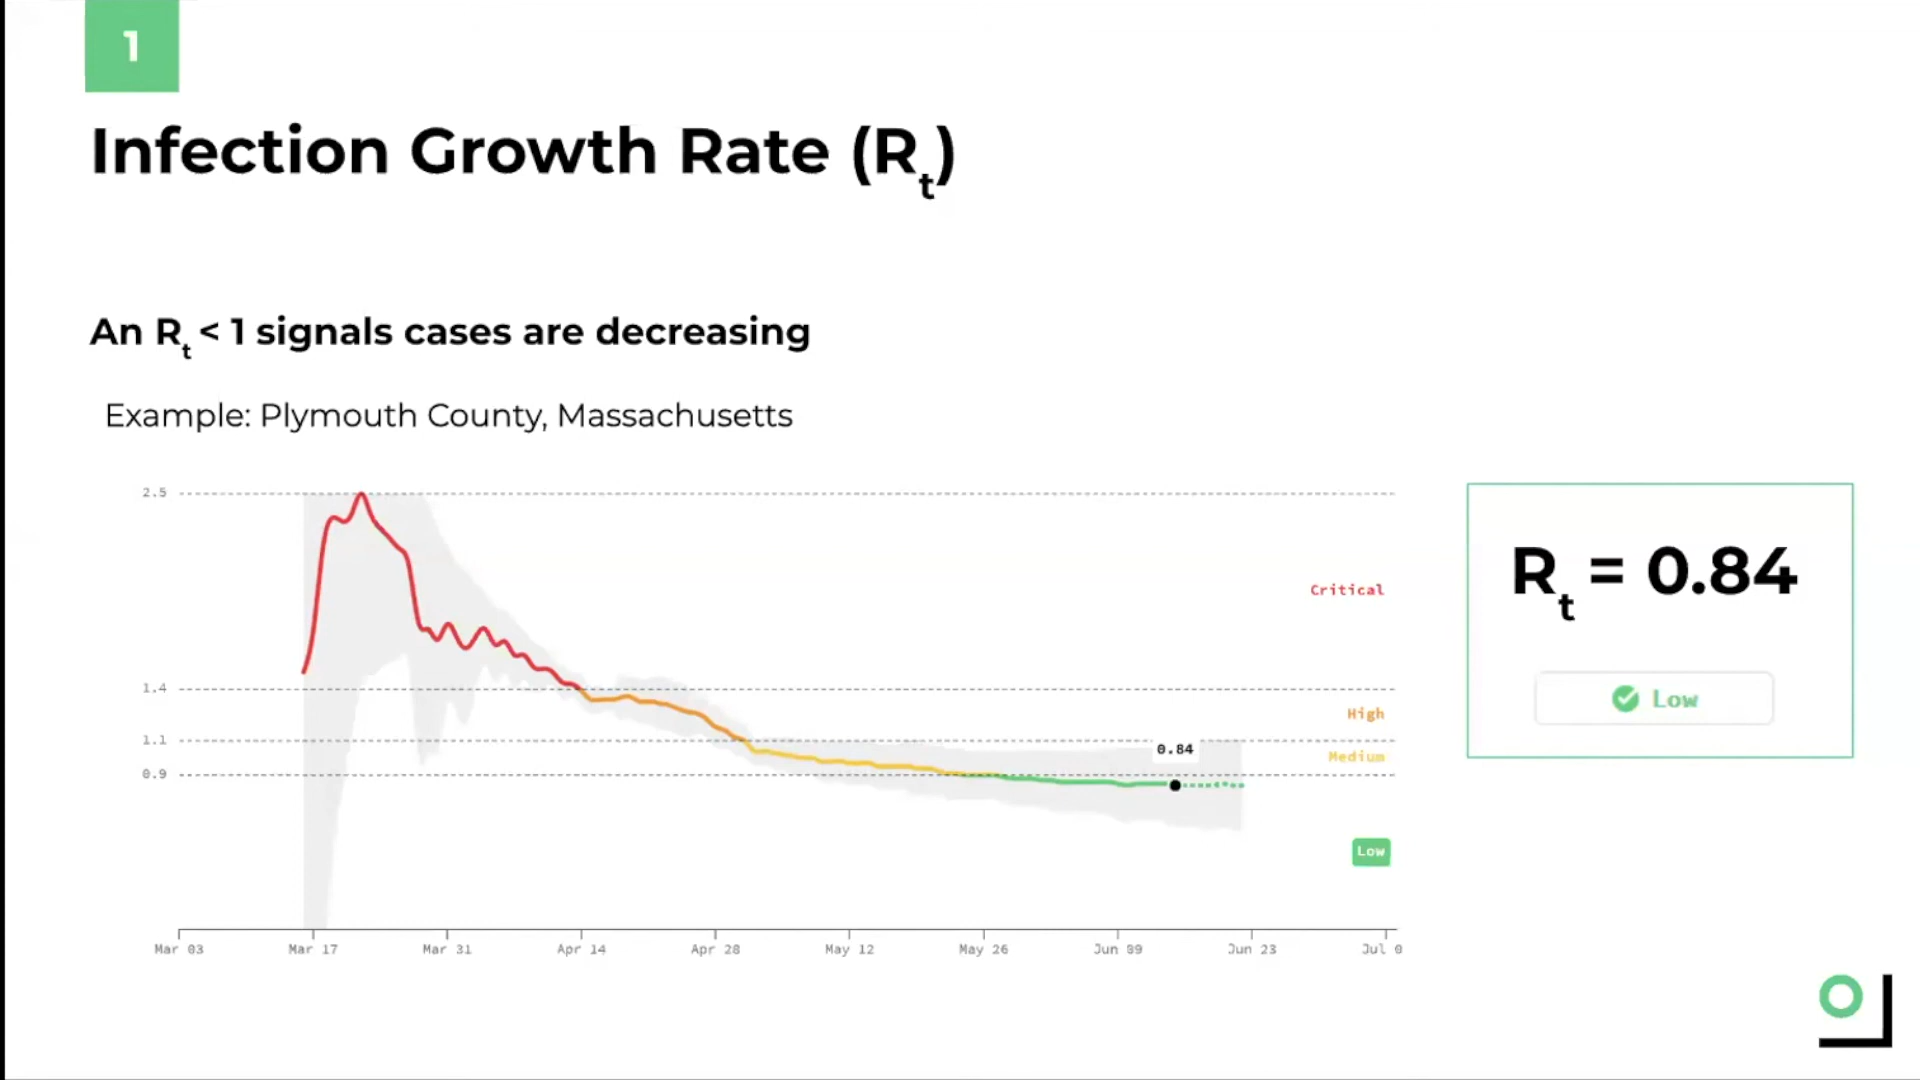 1
Infection Growth Rate (Rt)
An Rt < 1 signals cases are decreasing
Example: Plymouth County, Massachusetts
2.5
Critical
1.4
High
1.1
Medium
0.9
0.84
Low
Mar 03 Mar 17 Mar 31 Apr 14 Apr 28 May 12 May 26 Jun 09 Jun 23 Jul 0
Rt = 0.84
Low